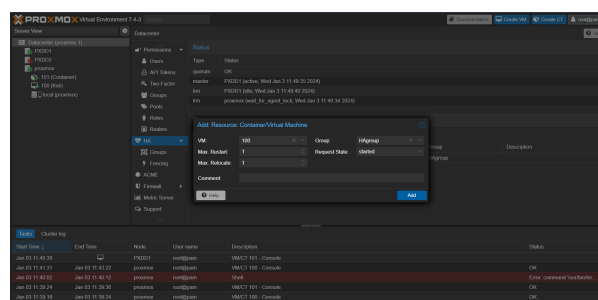 PROXMOX Virtual Environment 7.4-3 Search
Documentation Create VM Create CT
Server View
Datacenter
Datacenter (proxmox-1)
PXDD1
PXDD2
proxmox
101 (Container)
100 (Kali)
local (proxmox)
Permissions
Users
API Tokens
Two Factor
Groups
Pools
Roles
Realms
HA
Groups
Fencing
ACME
Firewall
Metric Server
Support
Status
Type Status
quorum OK
master PXDD1 (active, Wed Jan 3 11:49:35 2024)
lrm PXDD1 (idle, Wed Jan 3 11:49:40 2024)
lrm proxmox (wait_for_agent_lock, Wed Jan 3 11:49:34 2024)
Description
Add: Resource: Container/Virtual Machine
VM: 100 Group: HAgroup
Max. Restart: 1 Request State: started
Max. Relocate: 1
Comment:
Help Add
Tasks Cluster log
Start Time End Time Node User name Description Status
Jan 03 11:49:30 PXDD1 root@pam VM/CT 101 - Console
Jan 03 11:41:31 Jan 03 11:43:22 proxmox root@pam VM/CT 100 - Console OK
Jan 03 11:40:02 Jan 03 11:40:12 proxmox root@pam Shell Error: command
Jan 03 11:39:24 Jan 03 11:39:36 proxmox root@pam VM/CT 101 - Console OK
Jan 03 11:39:19 Jan 03 11:39:24 proxmox root@pam VM/CT 100 - Console OK